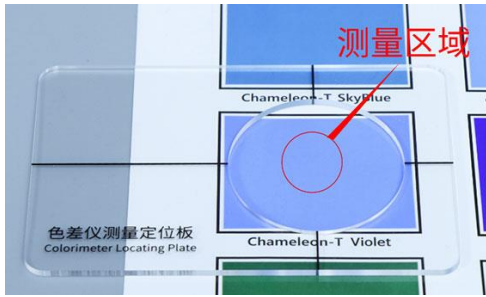 测量区域
Chameleon-T SkyBlue
色差仪测量定位板
Colorimeter Locating Plate
Chameleon-T Violet